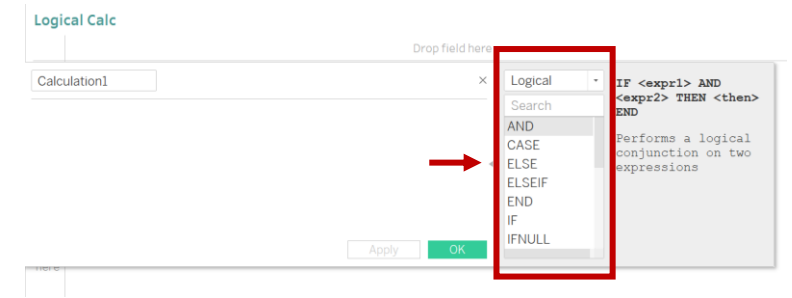 Logical Calc
Drop field here
Calculation1
×
Logical
Search
AND
CASE
ELSE
ELSEIF
END
IF
IFNULL
IF <expr1> AND
<expr2> THEN <then>
END
Performs a logical
conjunction on two
expressions
Apply
OK
here